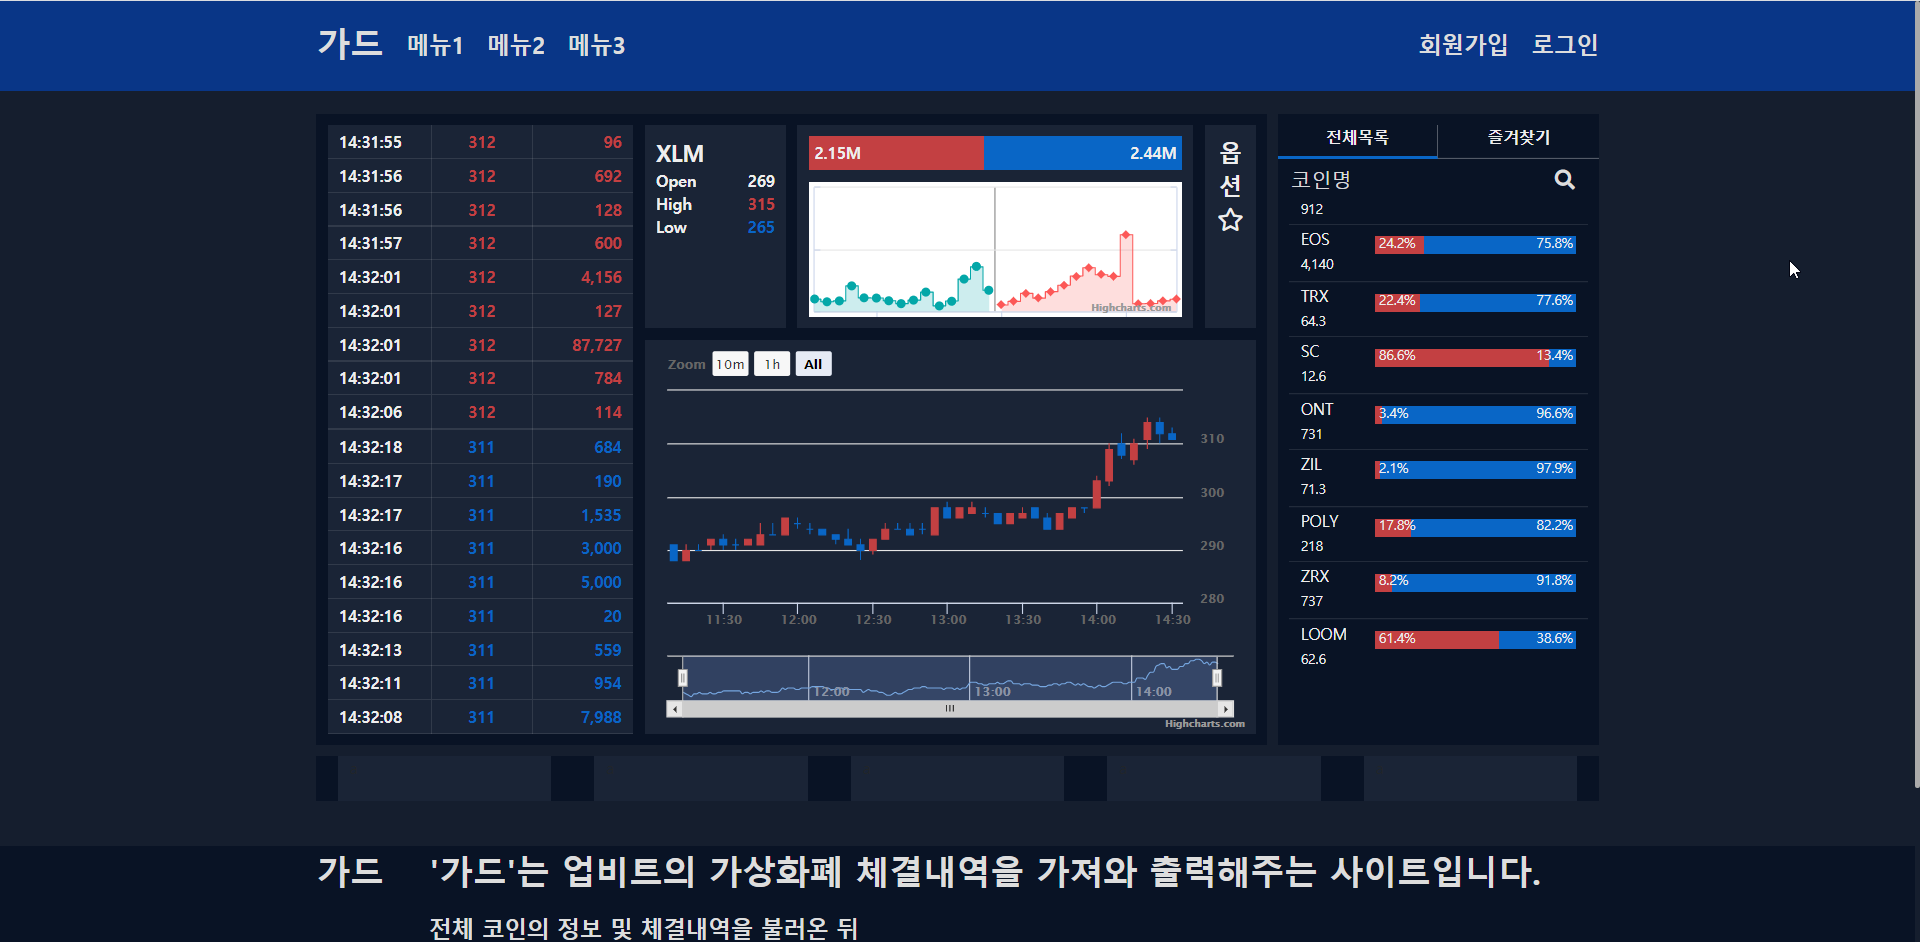 가드 메뉴1 메뉴2 메뉴3 회원가입 로그인
14:31:55 312 96
14:31:56 312 692
14:31:56 312 128
14:31:57 312 600
14:32:01 312 4,156
14:32:01 312 127
14:32:01 312 87,727
14:32:01 312 784
14:32:06 312 114
14:32:18 311 684
14:32:17 311 190
14:32:17 311 1,535
14:32:16 311 3,000
14:32:16 311 5,000
14:32:16 311 20
14:32:13 311 559
14:32:11 311 954
14:32:08 311 7,988
XLM
Open 269
High 315
Low 265
2.15M 2.44M
Highcharts.com
옵
션
Zoom 10m 1h All
310
300
290
280
11:30 12:00 12:30 13:00 13:30 14:00 14:30
12:00 13:00 14:00
Highcharts.com
전체목록 즐겨찾기
코인명
912
EOS 24.2% 75.8%
4,140
TRX 22.4% 77.6%
64.3
SC 86.6% 13.4%
12.6
ONT 3.4% 96.6%
731
ZIL 2.1% 97.9%
71.3
POLY 17.8% 82.2%
218
ZRX 8.2% 91.8%
737
LOOM 61.4% 38.6%
62.6
가드 '가드'는 업비트의 가상화폐 체결내역을 가져와 출력해주는 사이트입니다.
전체 코인의 정보 및 체결내역을 불러온 뒤